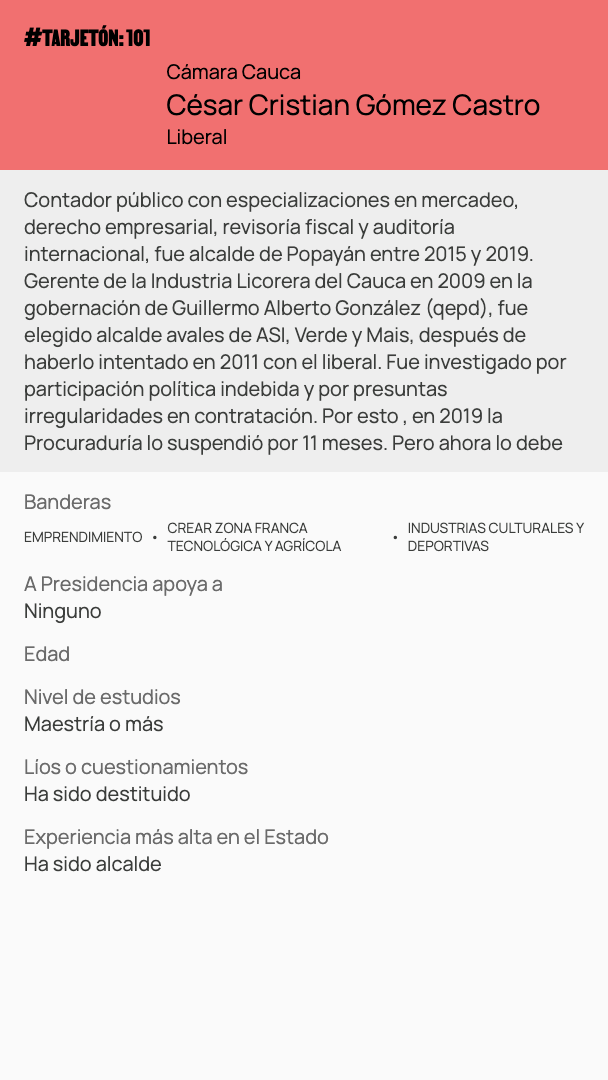 #TARJETÓN: 101
Cámara Cauca
César Cristian Gómez Castro
Liberal
Contador público con especializaciones en mercadeo,
derecho empresarial, revisoría fiscal y auditoría
internacional, fue alcalde de Popayán entre 2015 y 2019.
Gerente de la Industria Licorera del Cauca en 2009 en la
gobernación de Guillermo Alberto González (qepd), fue
elegido alcalde avales de ASI, Verde y Mais, después de
haberlo intentado en 2011 con el liberal. Fue investigado por
participación política indebida y por presuntas
irregularidades en contratación. Por esto , en 2019 la
Procuraduría lo suspendió por 11 meses. Pero ahora lo debe
Banderas
EMPRENDIMIENTO • CREAR ZONA FRANCA TECNOLÓGICA Y AGRÍCOLA • INDUSTRIAS CULTURALES Y DEPORTIVAS
A Presidencia apoya a
Ninguno
Edad
Nivel de estudios
Maestría o más
Líos o cuestionamientos
Ha sido destituido
Experiencia más alta en el Estado
Ha sido alcalde